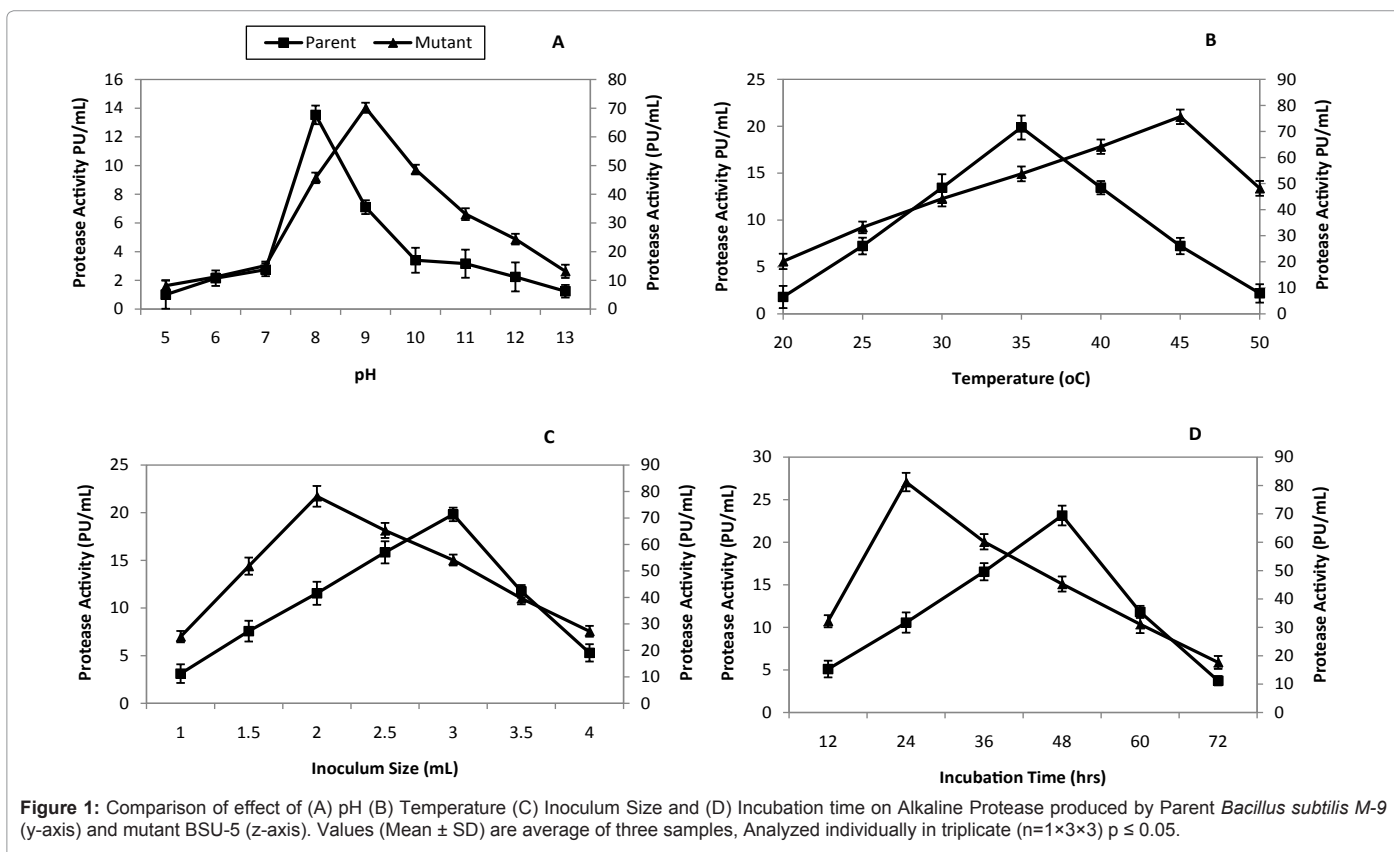 Parent Mutant
A
Protease Activity PU/mL
16
14
12
10
8
6
4
2
0
80
70
60
50
40
30
20
10
0
Protease Activity (PU/mL)
5 6 7 8 9 10 11 12 13
pH
B
Protease Activity PU/mL)
25
20
15
10
5
0
90
80
70
60
50
40
30
20
10
0
Protease Activity PU/mL)
20 25 30 35 40 45 50
Temperature (oC)
C
Protease Activity (PU/mL)
25
20
15
10
5
0
90
80
70
60
50
40
30
20
10
0
Protease Activity (PU/mL)
1 1.5 2 2.5 3 3.5 4
Inoculum Size (mL)
D
Protease Activity (PU/mL)
30
25
20
15
10
5
0
90
80
70
60
50
40
30
20
10
0
Protease Activity (PU/mL)
12 24 36 48 60 72
Incubation Time (hrs)
Figure 1: Comparison of effect of (A) pH (B) Temperature (C) Inoculum Size and (D) Incubation time on Alkaline Protease produced by Parent Bacillus subtilis M-9
(y-axis) and mutant BSU-5 (z-axis). Values (Mean ± SD) are average of three samples, Analyzed individually in triplicate (n=1×3×3) p ≤ 0.05.